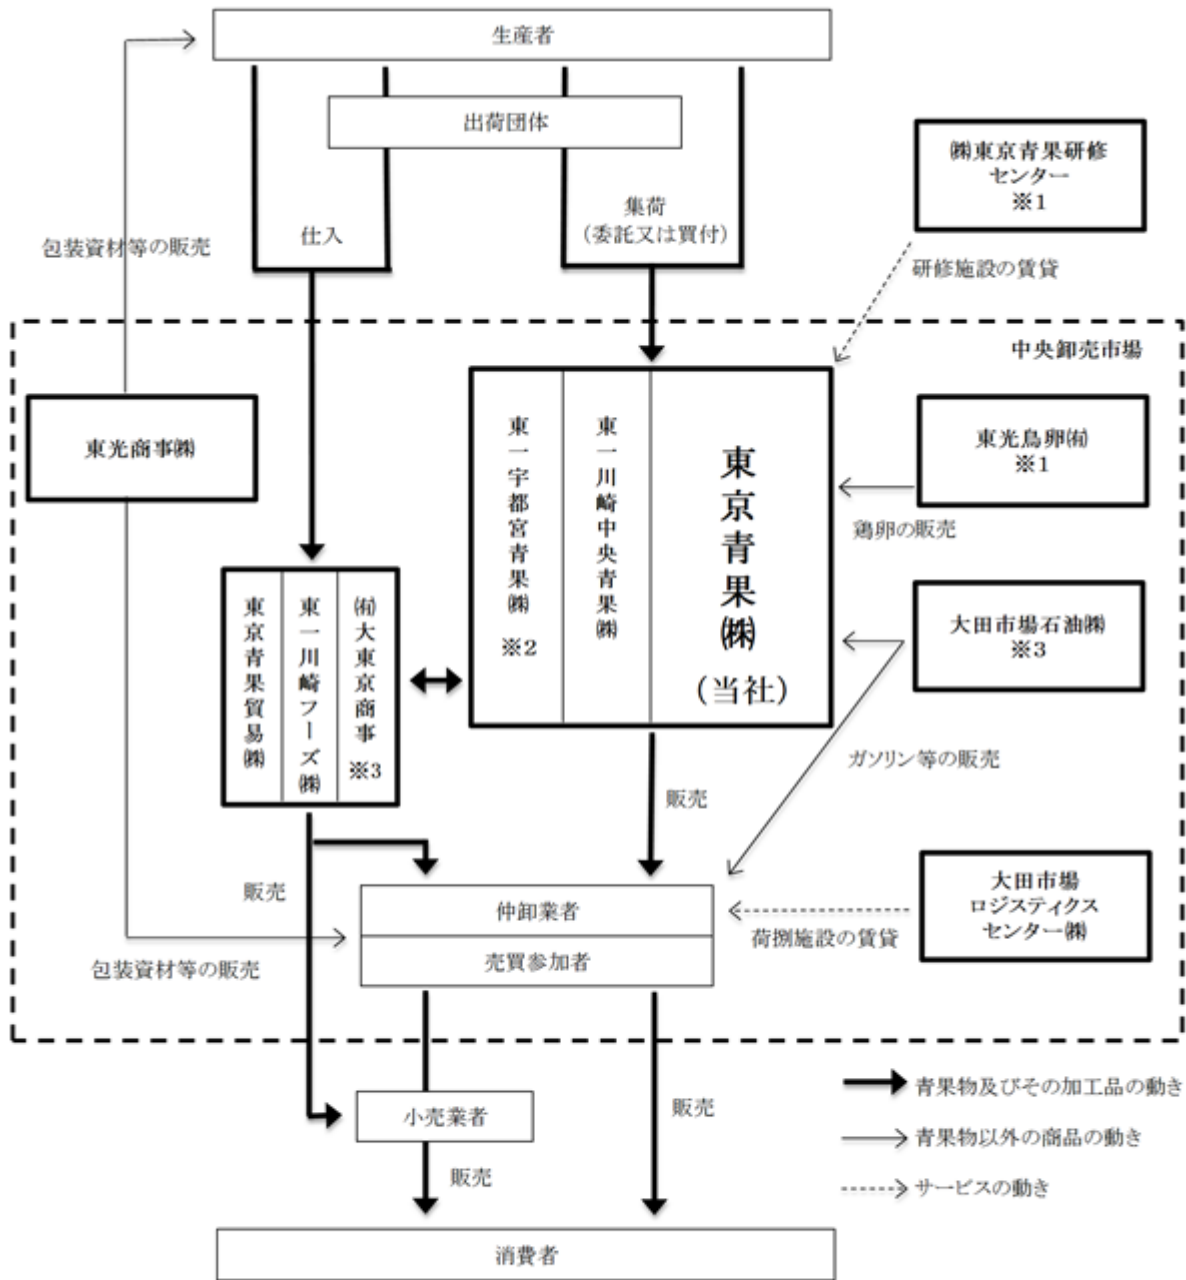 生産者
出荷団体
㈱東京青果研修
センター
※1
集荷
（委託又は買付）
仕入
包装資材等の販売
研修施設の賃貸
中央卸売市場
東光商事㈱
東一宇都宮青果㈱
※2
東一川崎中央青果㈱
東京青果㈱
（当社）
東光鳥卵㈲
※1
鶏卵の販売
東京青果貿易㈱
東一川崎フーズ㈱
㈲大東京商事
※3
大田市場石油㈱
※3
ガソリン等の販売
販売
販売
仲卸業者
売買参加者
大田市場
ロジスティクス
センター㈱
荷捌施設の賃貸
包装資材等の販売
小売業者
販売
販売
青果物及びその加工品の動き
青果物以外の商品の動き
サービスの動き
消費者